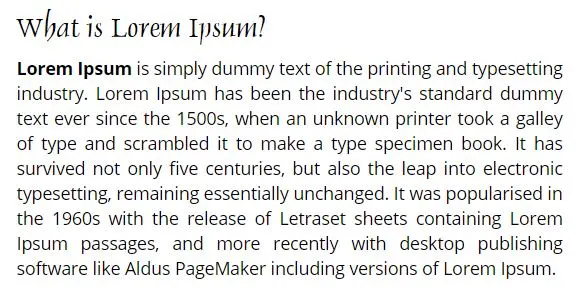 What is Lorem Ipsum?
Lorem Ipsum is simply dummy text of the printing and typesetting
industry. Lorem Ipsum has been the industry's standard dummy
text ever since the 1500s, when an unknown printer took a galley
of type and scrambled it to make a type specimen book. It has
survived not only five centuries, but also the leap into electronic
typesetting, remaining essentially unchanged. It was popularised in
the 1960s with the release of Letraset sheets containing Lorem
Ipsum passages, and more recently with desktop publishing
software like Aldus PageMaker including versions of Lorem Ipsum.